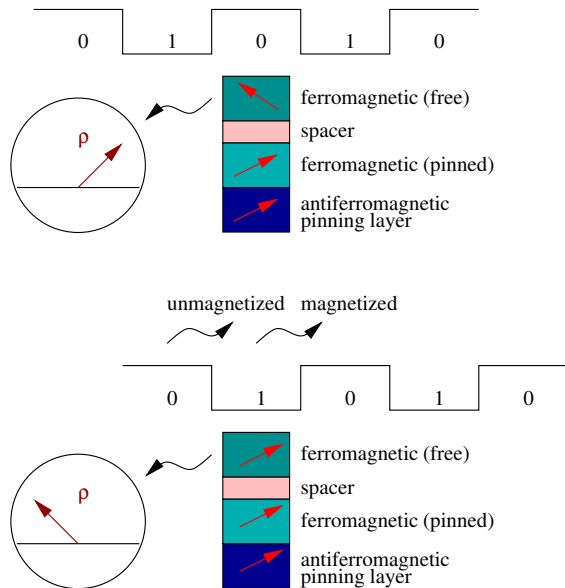 0 1 0 1 0
ρ
ferromagnetic (free)
spacer
ferromagnetic (pinned)
antiferromagnetic
pinning layer
unmagnetized magnetized
0 1 0 1 0
ρ
ferromagnetic (free)
spacer
ferromagnetic (pinned)
antiferromagnetic
pinning layer